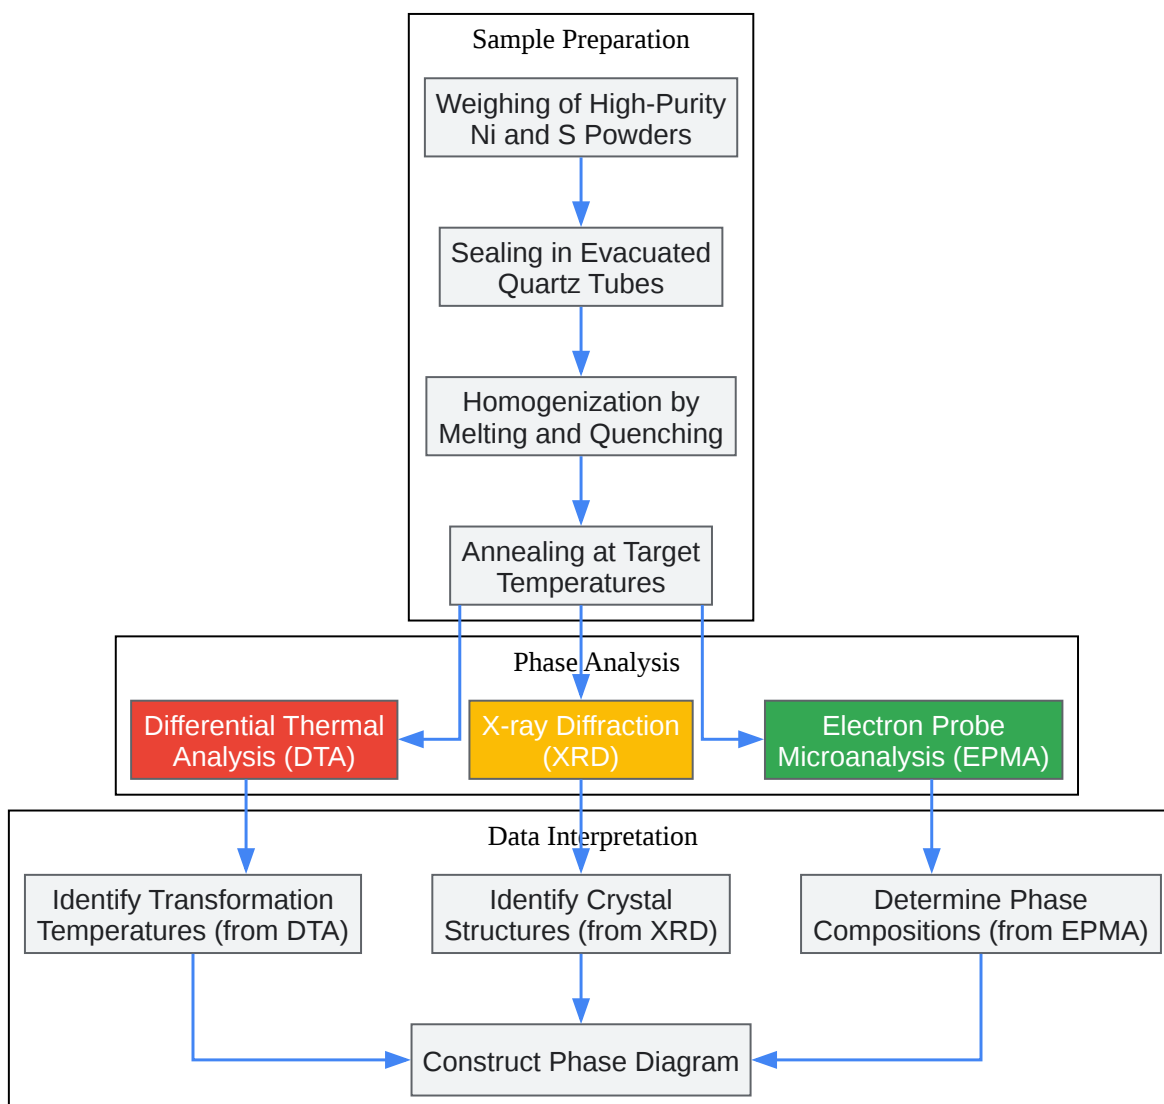 Sample Preparation
Weighing of High-Purity
Ni and S Powders
Sealing in Evacuated
Quartz Tubes
Homogenization by
Melting and Quenching
Annealing at Target
Temperatures
Phase Analysis
Differential Thermal
Analysis (DTA)
X-ray Diffraction
(XRD)
Electron Probe
Microanalysis (EPMA)
Data Interpretation
Identify Transformation
Temperatures (from DTA)
Identify Crystal
Structures (from XRD)
Determine Phase
Compositions (from EPMA)
Construct Phase Diagram